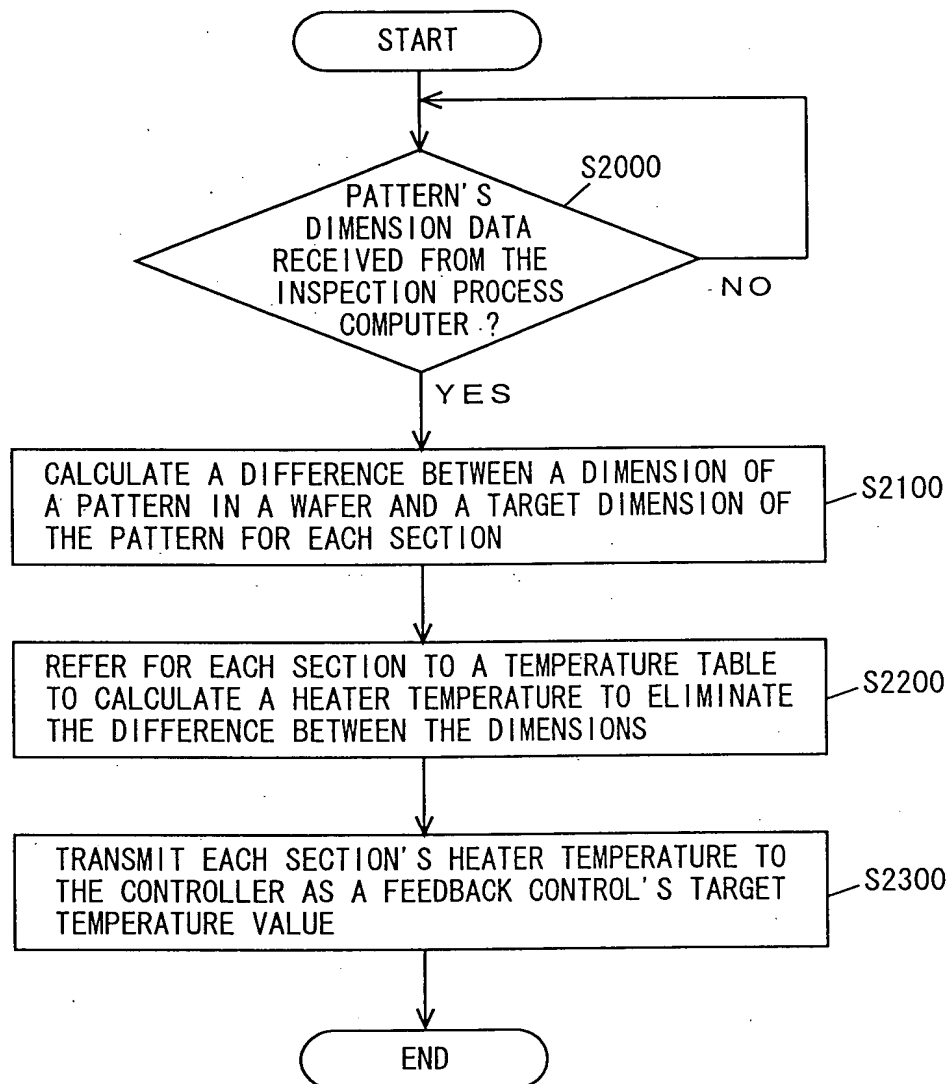 START
S2000
PATTERN'S
DIMENSION DATA
RECEIVED FROM THE
INSPECTION PROCESS
COMPUTER ?
NO
YES
CALCULATE A DIFFERENCE BETWEEN A DIMENSION OF
A PATTERN IN A WAFER AND A TARGET DIMENSION OF
THE PATTERN FOR EACH SECTION
S2100
REFER FOR EACH SECTION TO A TEMPERATURE TABLE
TO CALCULATE A HEATER TEMPERATURE TO ELIMINATE
THE DIFFERENCE BETWEEN THE DIMENSIONS
S2200
TRANSMIT EACH SECTION'S HEATER TEMPERATURE TO
THE CONTROLLER AS A FEEDBACK CONTROL'S TARGET
TEMPERATURE VALUE
S2300
END